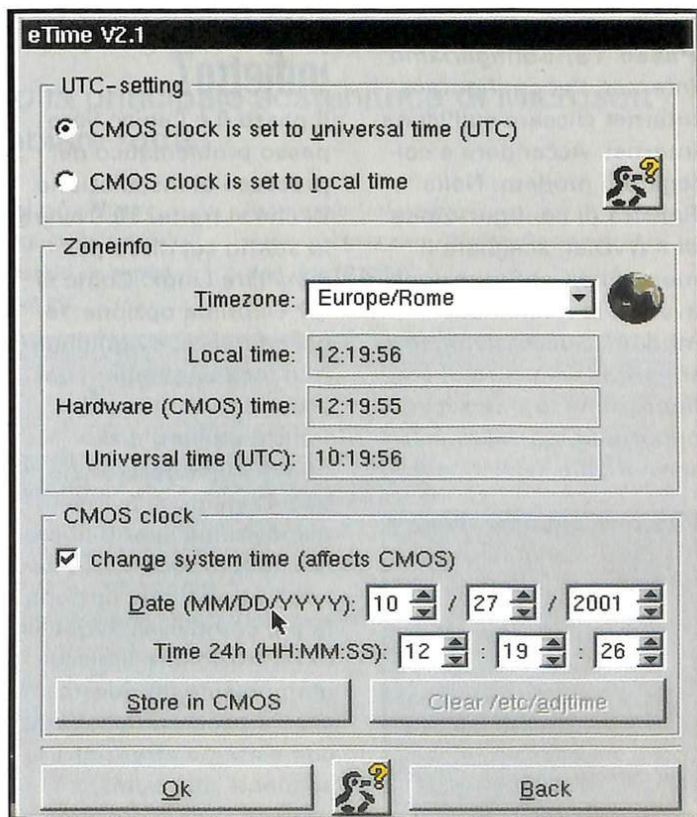 eTime V2.1
UTC-setting
CMOS clock is set to universal time (UTC)
CMOS clock is set to local time
Zoneinfo
Timezone: Europe/Rome
Local time: 12:19:56
Hardware (CMOS) time: 12:19:55
Universal time (UTC): 10:19:56
CMOS clock
change system time (affects CMOS)
Date (MM/DD/YYYY): 10 / 27 / 2001
Time 24h (HH:MM:SS): 12 : 19 : 26
Store in CMOS Clear /etc/adjtime
Ok ? Back